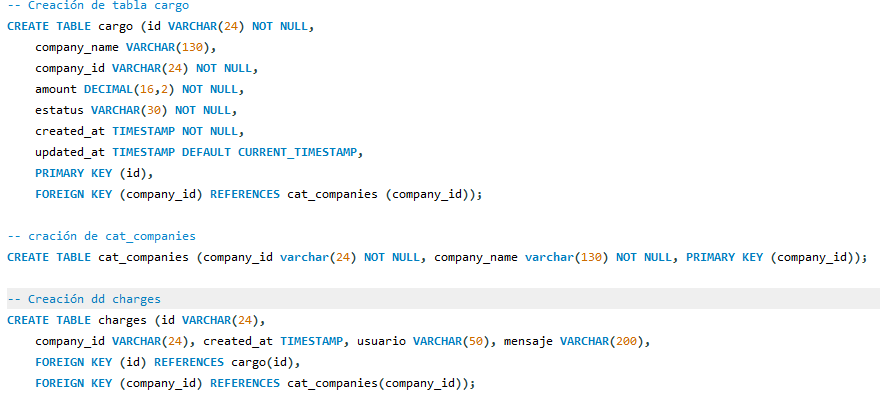 -- Creación de tabla cargo
CREATE TABLE cargo (id VARCHAR(24) NOT NULL,
    company_name VARCHAR(130),
    company_id VARCHAR(24) NOT NULL,
    amount DECIMAL(16,2) NOT NULL,
    estatus VARCHAR(30) NOT NULL,
    created_at TIMESTAMP NOT NULL,
    updated_at TIMESTAMP DEFAULT CURRENT_TIMESTAMP,
    PRIMARY KEY (id),
    FOREIGN KEY (company_id) REFERENCES cat_companies (company_id));
-- cración de cat_companies
CREATE TABLE cat_companies (company_id varchar(24) NOT NULL, company_name varchar(130) NOT NULL, PRIMARY KEY (company_id));
-- Creación dd charges
CREATE TABLE charges (id VARCHAR(24),
    company_id VARCHAR(24), created_at TIMESTAMP, usuario VARCHAR(50), mensaje VARCHAR(200),
    FOREIGN KEY (id) REFERENCES cargo(id),
    FOREIGN KEY (company_id) REFERENCES cat_companies(company_id));